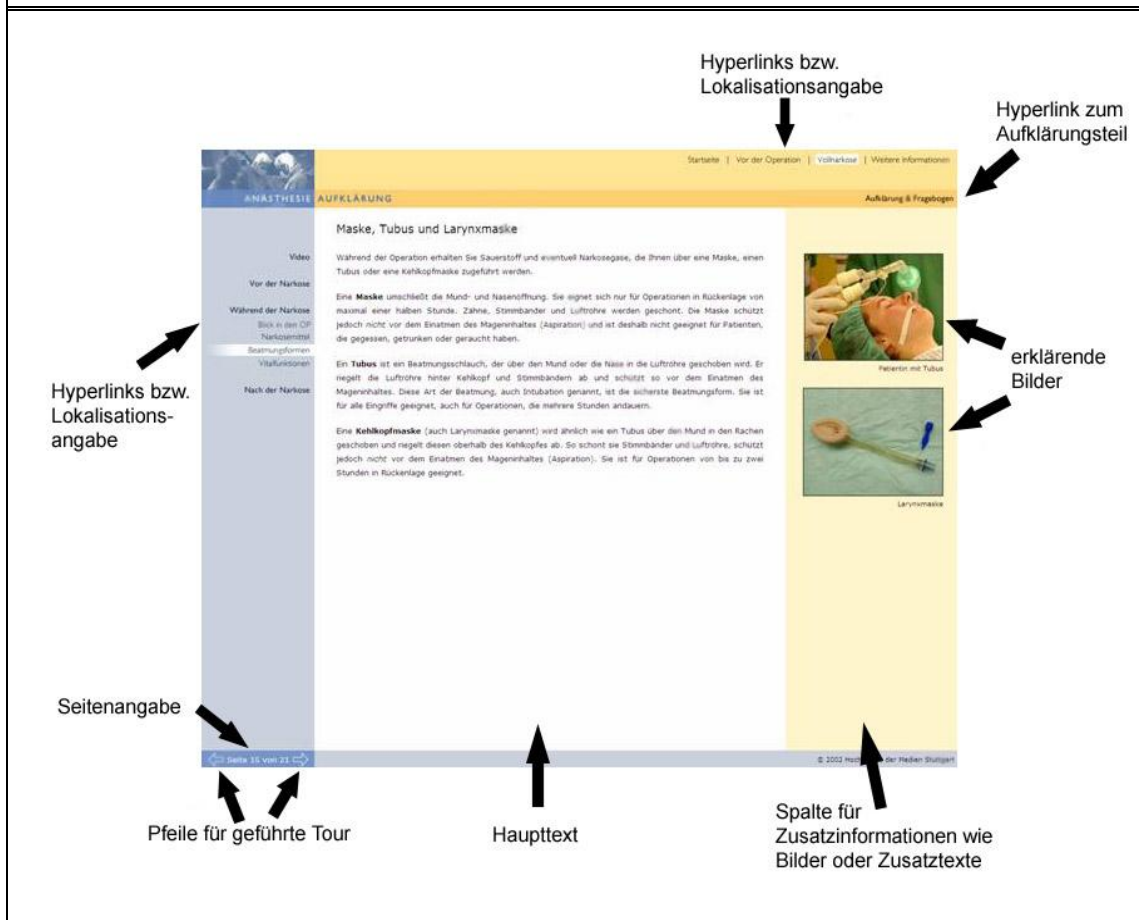 Hyperlinks bzw.
Lokalisationsangabe
Hyperlink zum
Aufklärungsteil
Startseite | Vor der Operation | Vollnarkose | Weitere Informationen
ANÄSTHESIE AUFKLÄRUNG
Aufklärung & Fragebogen
Video
Vor der Narkose
Während der Narkose
Blick in den OP
Narkosemittel
Beatmungsformen
Vitalfunktionen
Nach der Narkose
Hyperlinks bzw.
Lokalisations-
angabe
Maske, Tubus und Larynxmaske
Während der Operation erhalten Sie Sauerstoff und eventuell Narkosegase, die Ihnen über eine Maske, einen
Tubus oder eine Kehlkopfmaske zugeführt werden.
Eine Maske umschließt die Mund- und Nasenöffnung. Sie eignet sich nur für Operationen in Rückenlage von
maximal einer halben Stunde. Zähne, Stimmbänder und Luftröhre werden geschont. Die Maske schützt
jedoch nicht vor dem Einatmen des Mageninhaltes (Aspiration) und ist deshalb nicht geeignet für Patienten,
die gegessen, getrunken oder geraucht haben.
Ein Tubus ist ein Beatmungsschlauch, der über den Mund oder die Nase in die Luftröhre geschoben wird. Er
riegelt die Luftröhre hinter Kehlkopf und Stimmbändern ab und schützt so vor dem Einatmen des
Mageninhaltes. Diese Art der Beatmung, auch Intubation genannt, ist die sicherste Beatmungsform. Sie ist
für alle Eingriffe geeignet, auch für Operationen, die mehrere Stunden andauern.
Eine Kehlkopfmaske (auch Larynxmaske genannt) wird ähnlich wie ein Tubus über den Mund in den Rachen
geschoben und riegelt diesen oberhalb des Kehlkopfes ab. So schont sie Stimmbänder und Luftröhre, schützt
jedoch nicht vor dem Einatmen des Mageninhaltes (Aspiration). Sie ist für Operationen von bis zu zwei
Stunden in Rückenlage geeignet.
Patientin mit Tubus
Larynxmaske
erklärende
Bilder
Seitenangabe
Seite 16 von 21
© 2002 der Medien Stuttgart
Pfeile für geführte Tour
Haupttext
Spalte für
Zusatzinformationen wie
Bilder oder Zusatztexte